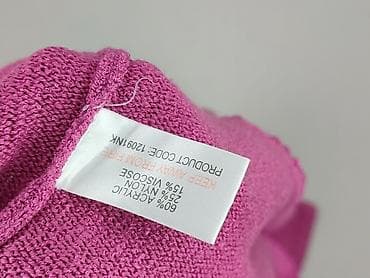 60% ACRYLIC
25% NYLON
15% VISCOSE
KEEP AWAY FROM FIRE
PRODUCT CODE: 12091NK